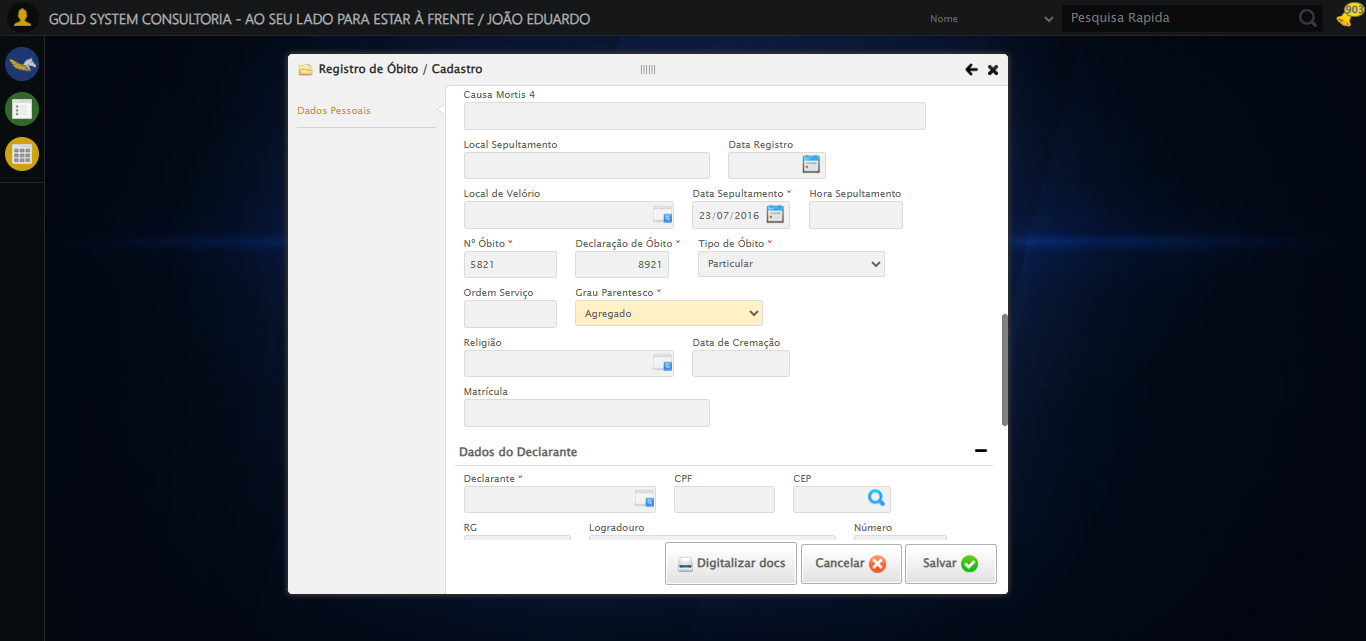 GOLD SYSTEM CONSULTORIA - AO SEU LADO PARA ESTAR À FRENTE / JOÃO EDUARDO
Nome
Pesquisa Rapida
903
Registro de Óbito / Cadastro
Dados Pessoais
Causa Mortis 4
Local Sepultamento Data Registro
Local de Velório Data Sepultamento * Hora Sepultamento
23/07/2016
Nº Óbito * Declaração de Óbito * Tipo de Óbito *
5821 8921 Particular
Ordem Serviço Grau Parentesco *
Agregado
Religião Data de Cremação
Matrícula
Dados do Declarante
Declarante * CPF CEP
RG Logradouro Número
Digitalizar docs Cancelar Salvar